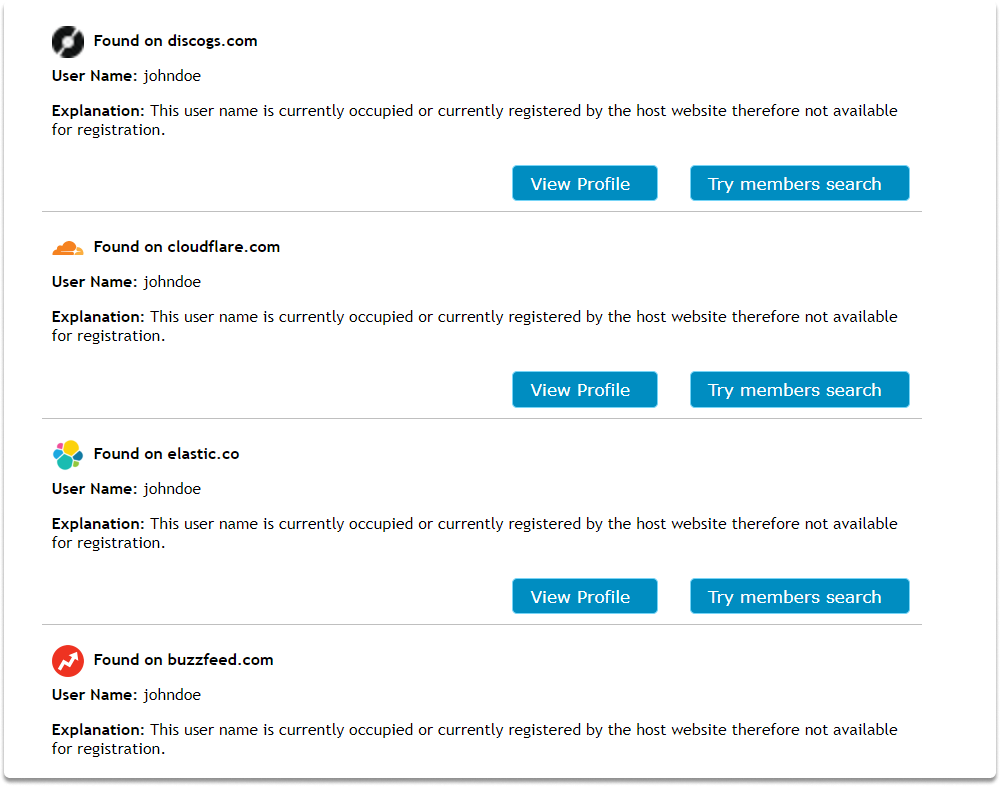 Found on discogs.com
User Name: johndoe
Explanation: This user name is currently occupied or currently registered by the host website therefore not available
for registration.
View Profile Try members search
Found on cloudflare.com
User Name: johndoe
Explanation: This user name is currently occupied or currently registered by the host website therefore not available
for registration.
View Profile Try members search
Found on elastic.co
User Name: johndoe
Explanation: This user name is currently occupied or currently registered by the host website therefore not available
for registration.
View Profile Try members search
Found on buzzfeed.com
User Name: johndoe
Explanation: This user name is currently occupied or currently registered by the host website therefore not available
for registration.